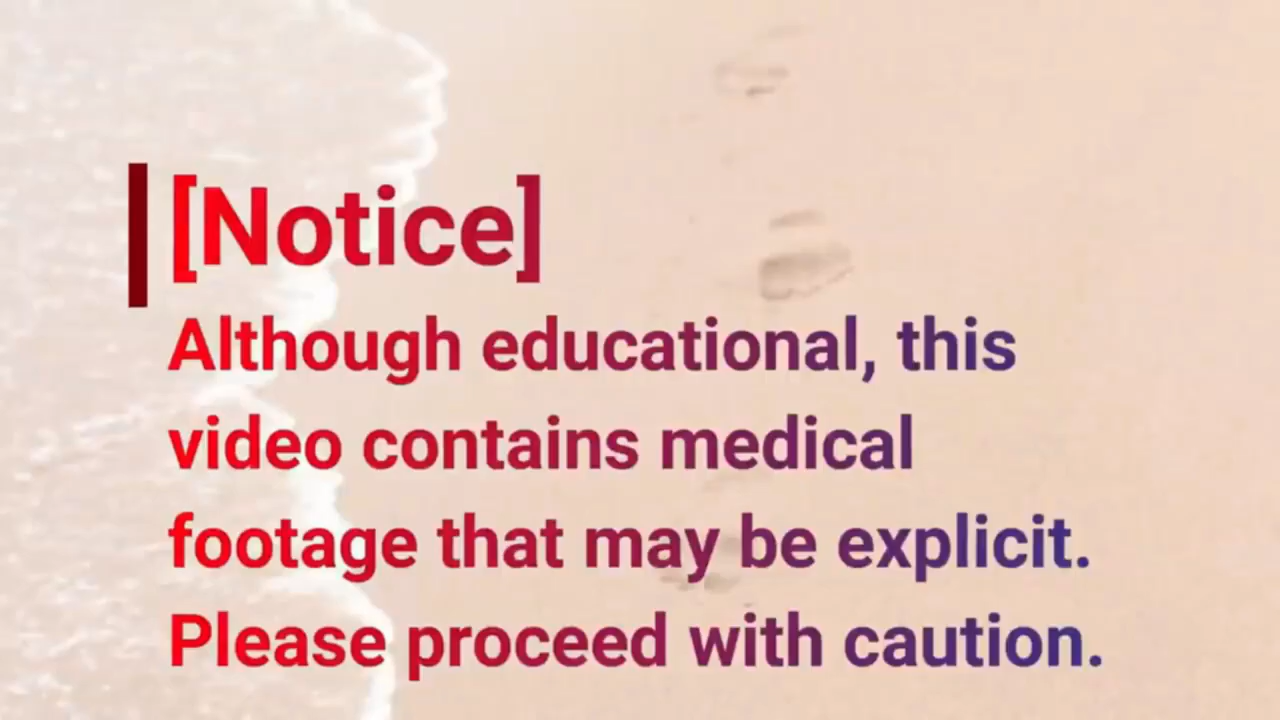 [Notice]
Although educational, this
video contains medical
footage that may be explicit.
Please proceed with caution.